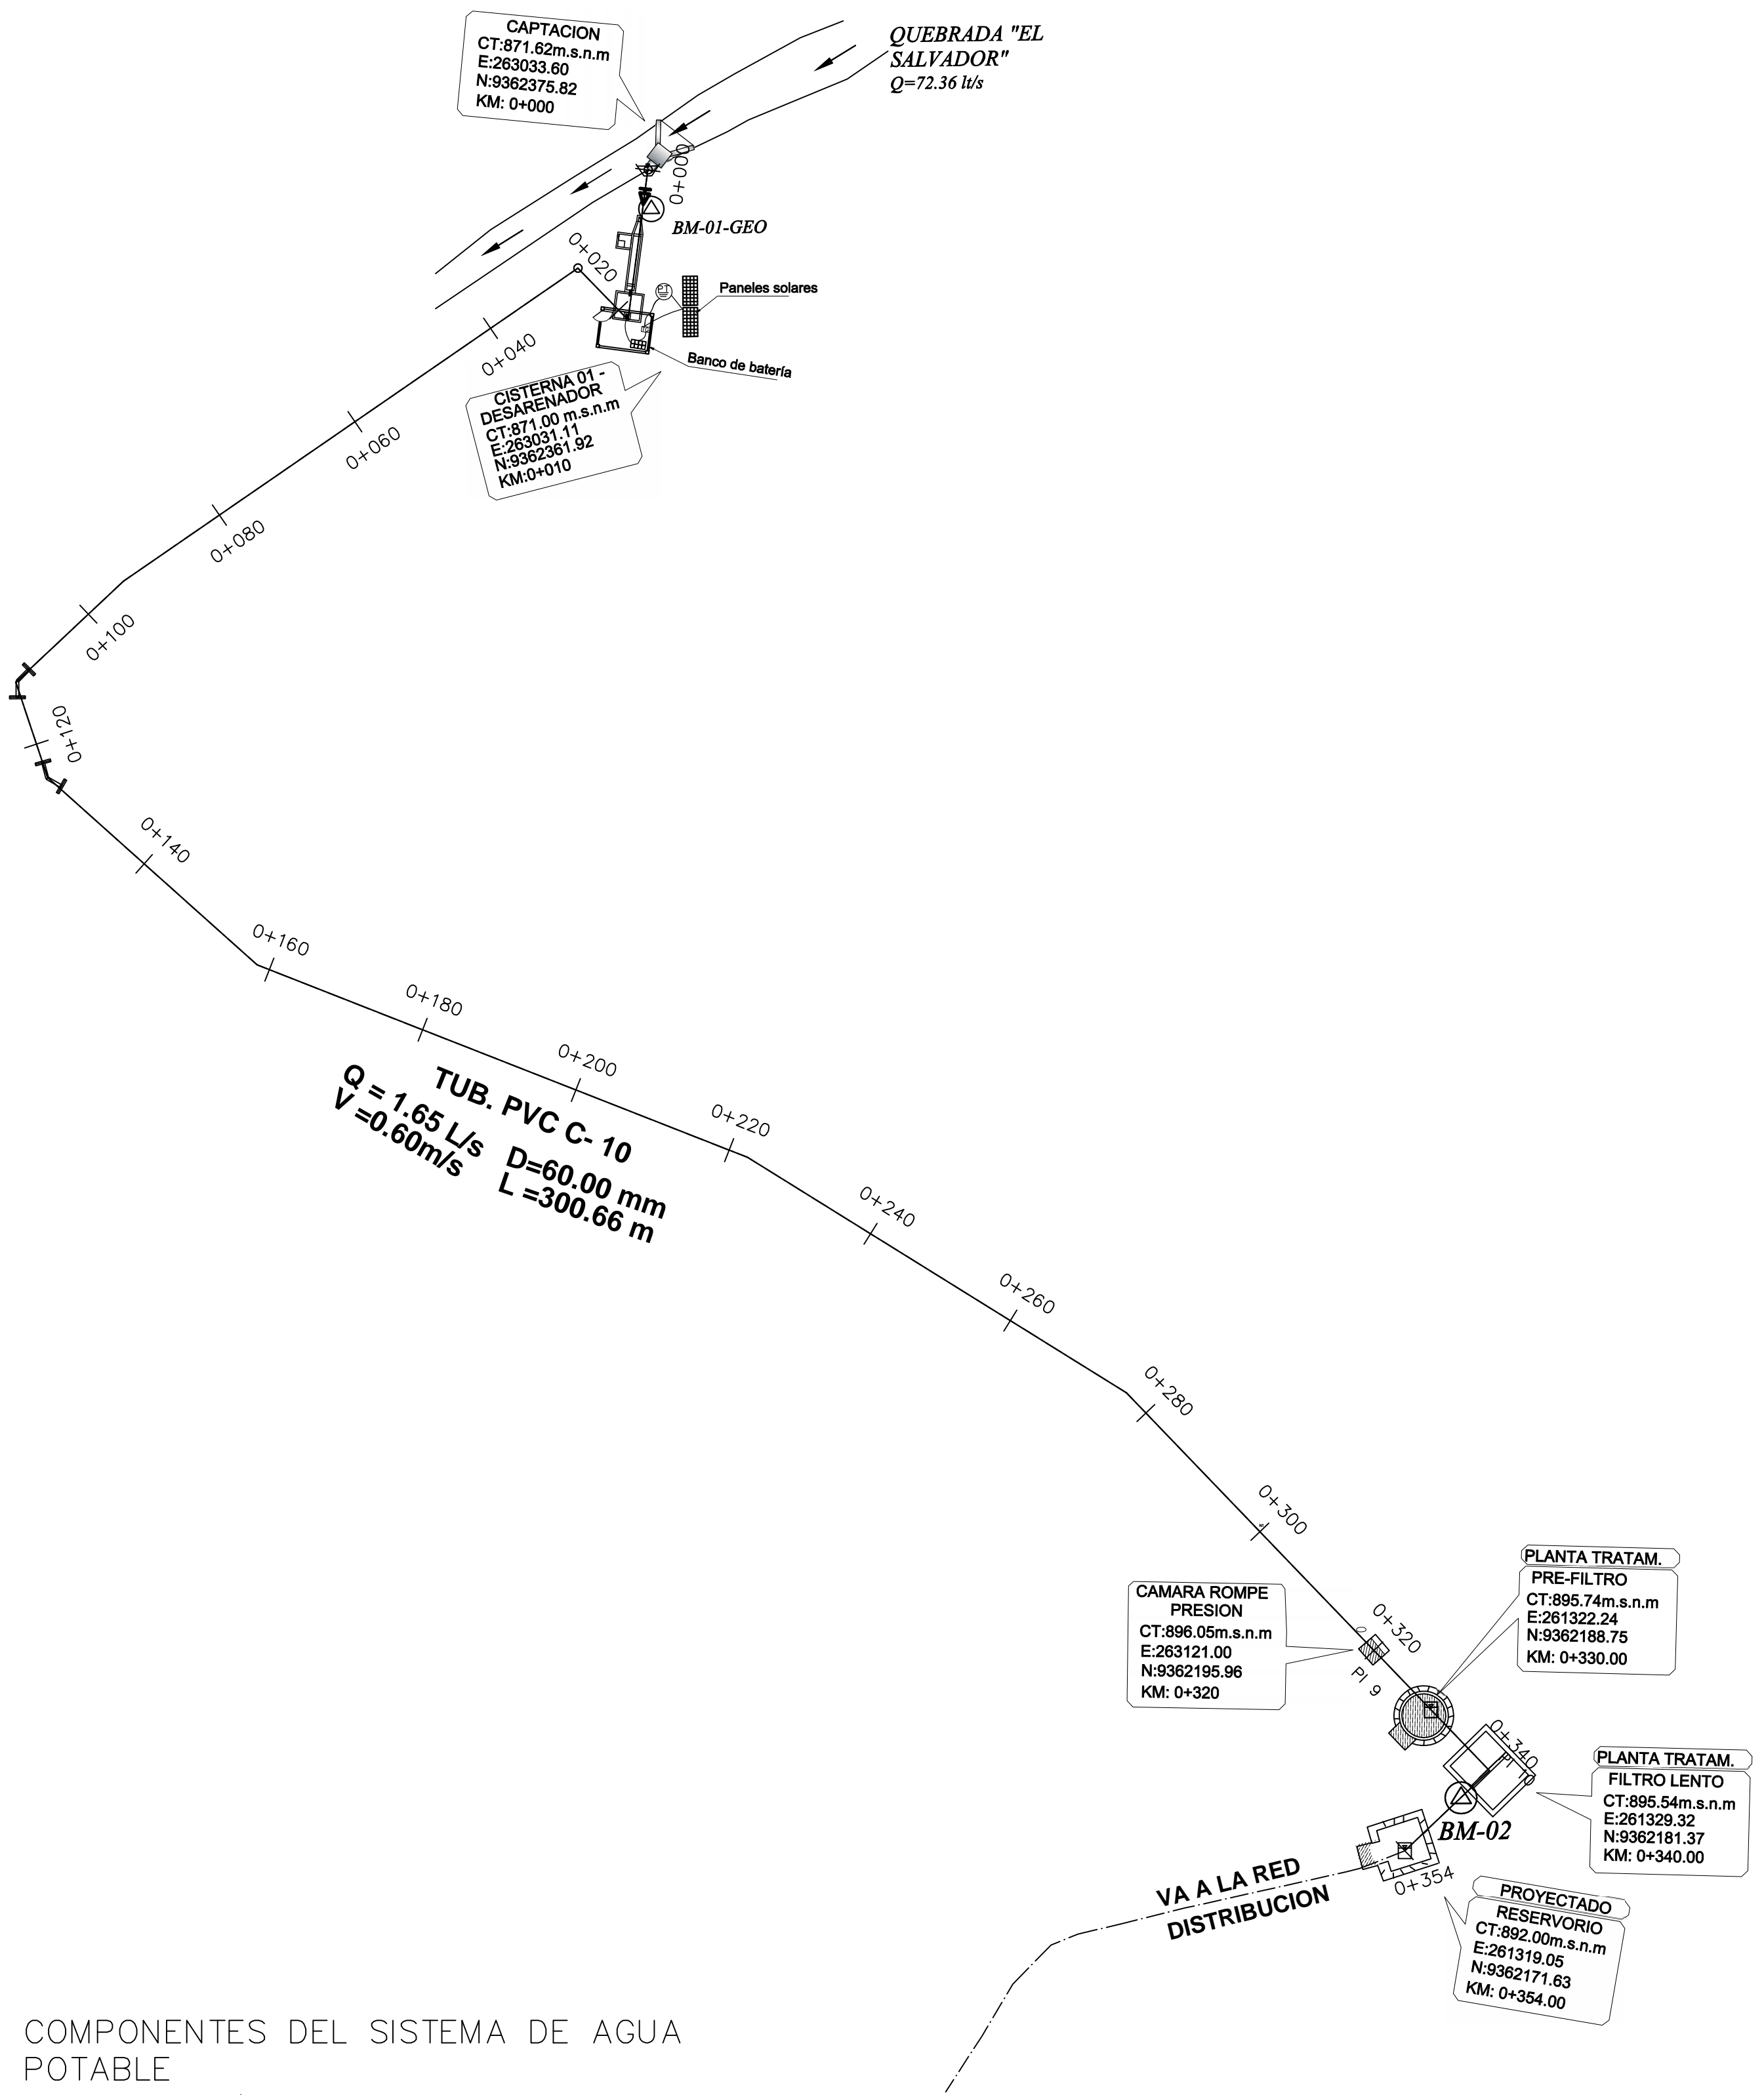 CAPTACION
CT:871.62m.s.n.m
E:263033.60
N:9362375.82
KM: 0+000
QUEBRADA "EL
SALVADOR"
Q=72.36 lt/s
0+000
BM-01-GEO
0+020
PT
Paneles solares
Banco de batería
0+040
CISTERNA 01 -
DESARENADOR
CT:871.00 m.s.n.m
E:263031.11
N:9362361.92
KM:0+010
0+060
0+080
0+100
0+120
0+140
0+160
0+180
0+200
0+220
TUB. PVC C- 10
Q = 1.65 L/s D=60.00 mm
V =0.60m/s L =300.66 m
0+240
0+260
0+280
0+300
0+320
PI 9
CAMARA ROMPE
PRESION
CT:896.05m.s.n.m
E:263121.00
N:9362195.96
KM: 0+320
PLANTA TRATAM.
PRE-FILTRO
CT:895.74m.s.n.m
E:261322.24
N:9362188.75
KM: 0+330.00
0+340
PI 10
PLANTA TRATAM.
FILTRO LENTO
CT:895.54m.s.n.m
E:261329.32
N:9362181.37
KM: 0+340.00
BM-02
0+354
VA A LA RED
DISTRIBUCION
PROYECTADO
RESERVORIO
CT:892.00m.s.n.m
E:261319.05
N:9362171.63
KM: 0+354.00
COMPONENTES DEL SISTEMA DE AGUA
POTABLE